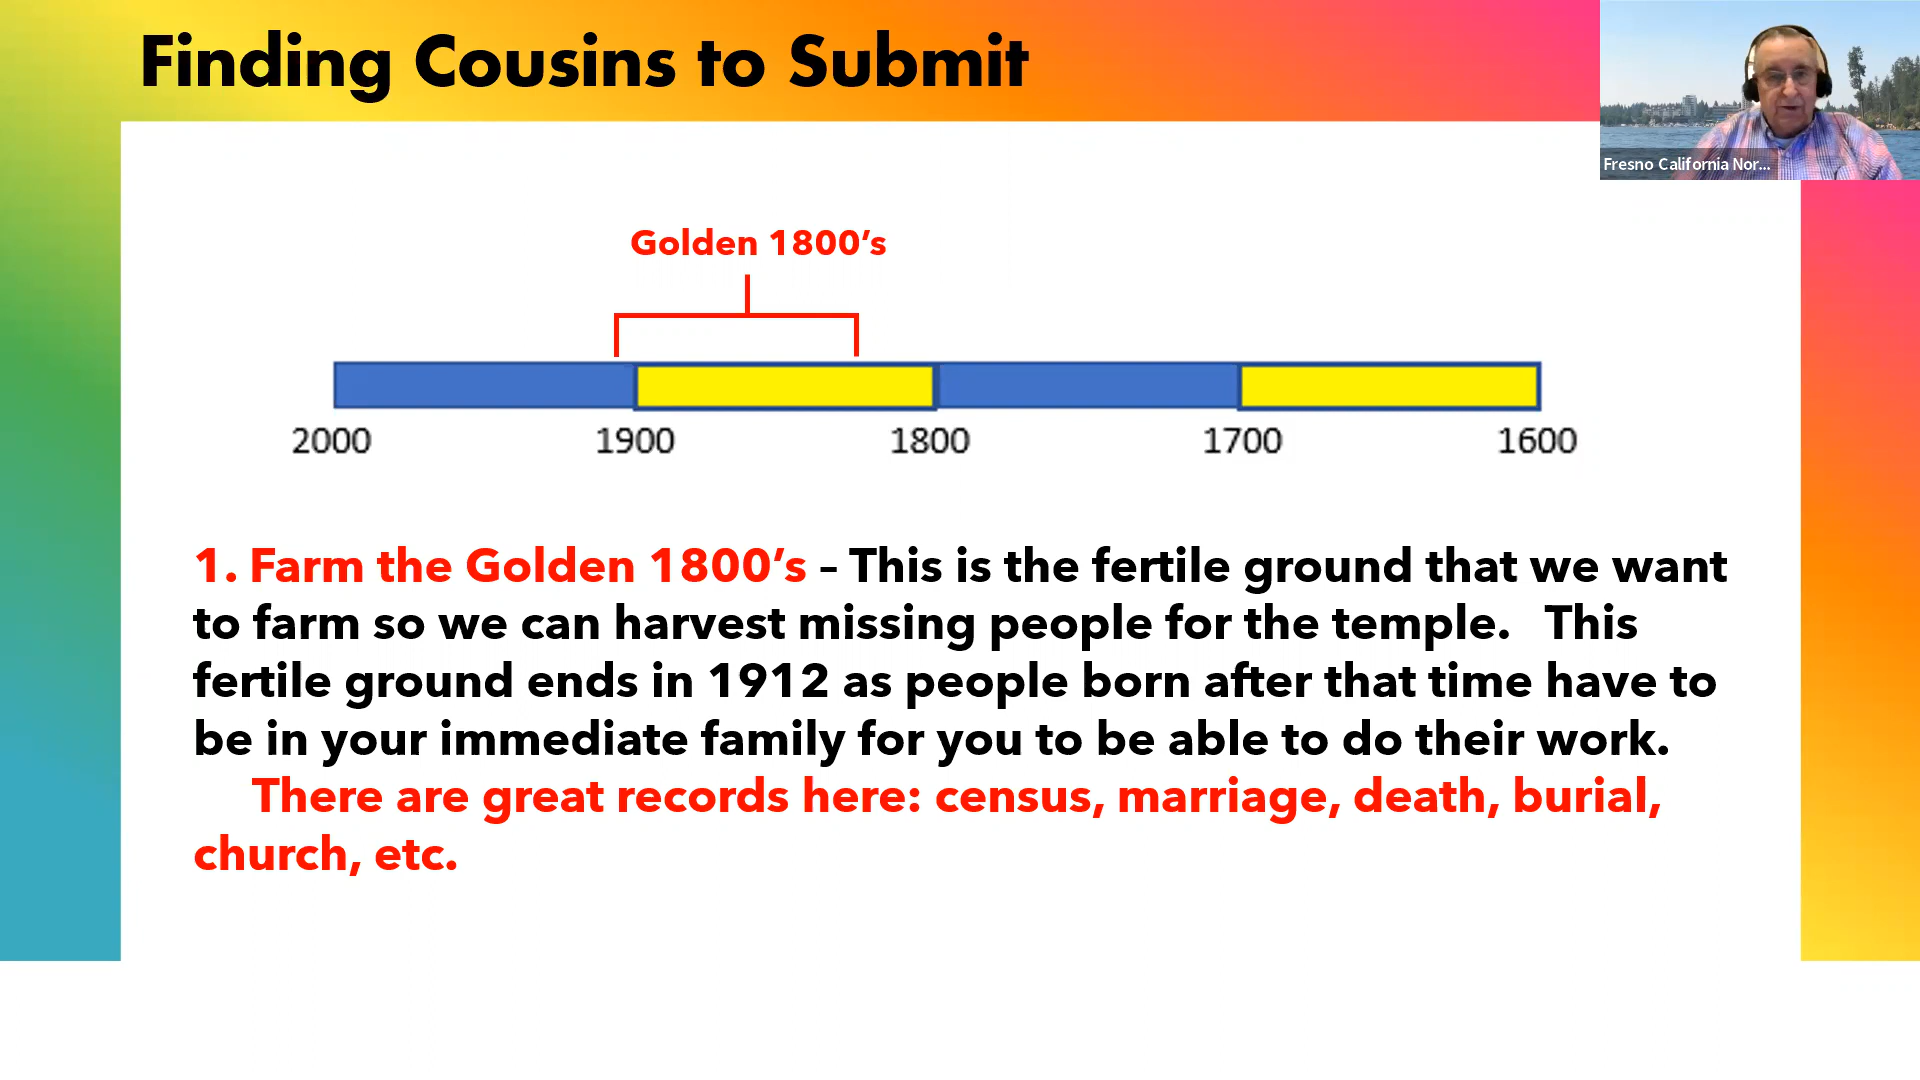 Finding Cousins to Submit
Fresno California Nor...
Golden 1800’s
2000 1900 1800 1700 1600
1. Farm the Golden 1800’s – This is the fertile ground that we want
to farm so we can harvest missing people for the temple. This
fertile ground ends in 1912 as people born after that time have to
be in your immediate family for you to be able to do their work.
There are great records here: census, marriage, death, burial,
church, etc.